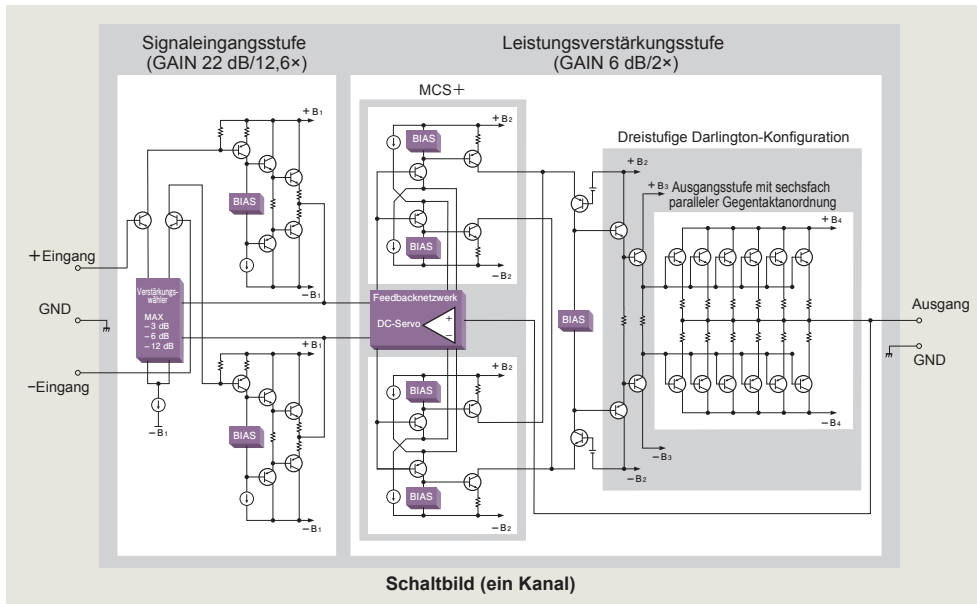 Signaleingangsstufe
(GAIN 22 dB/12,6×)
Leistungsverstärkungsstufe
(GAIN 6 dB/2×)
MCS+
Dreistufige Darlington-Konfiguration
Ausgangsstufe mit sechsfach
paralleler Gegentaktanordnung
+B1
BIAS
−B1
+Eingang
GND
−Eingang
Verstärkungs-
wähler
MAX
−3 dB
−6 dB
−12 dB
−B1
+B1
BIAS
−B1
+B2
BIAS
BIAS
−B2
Feedbacknetzwerk
DC-Servo
+
−
+B2
BIAS
BIAS
−B2
BIAS
+B2
+B3
+B4
−B4
−B3
−B2
Ausgang
GND
Schaltbild (ein Kanal)